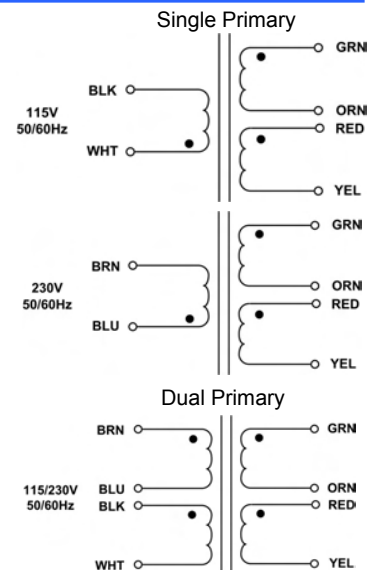 Single Primary
GRN
BLK
115V
50/60Hz
ORN
RED
WHT
YEL
GRN
BRN
230V
50/60Hz
ORN
RED
BLU
YEL
Dual Primary
BRN
GRN
115/230V
50/60Hz
BLU
ORN
BLK
RED
WHT
YEL